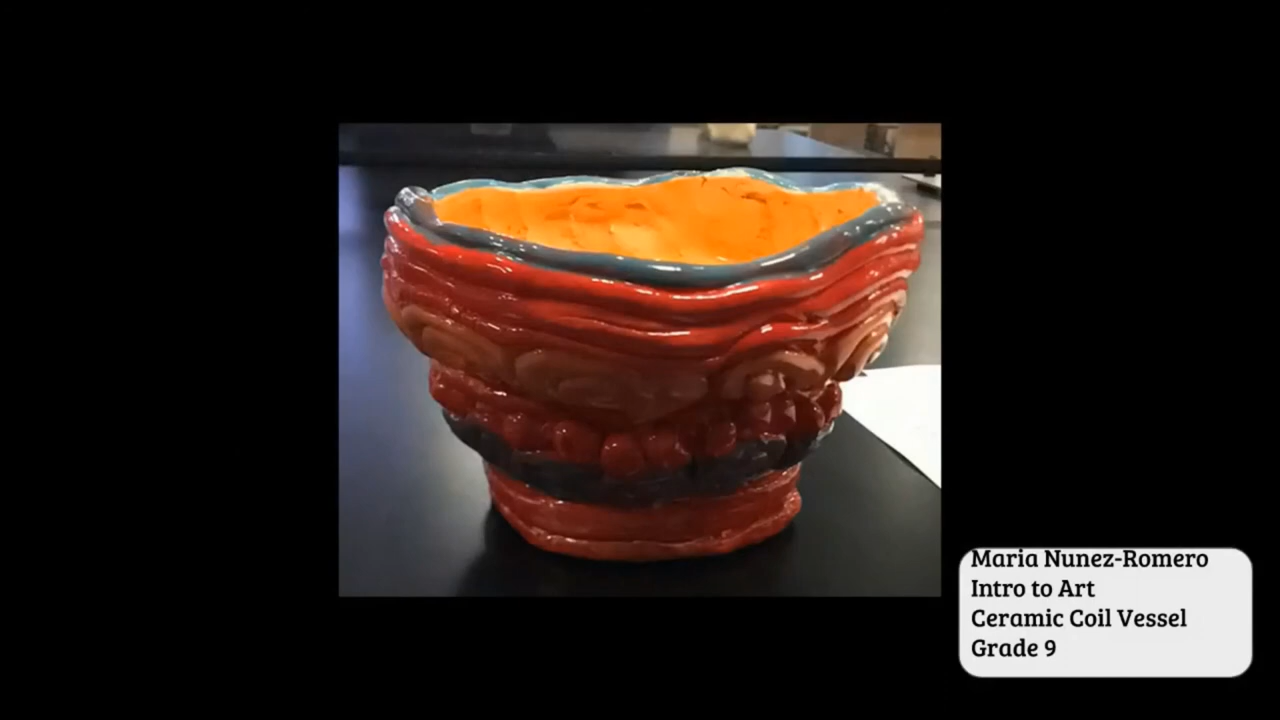 Maria Nunez-Romero
Intro to Art
Ceramic Coil Vessel
Grade 9